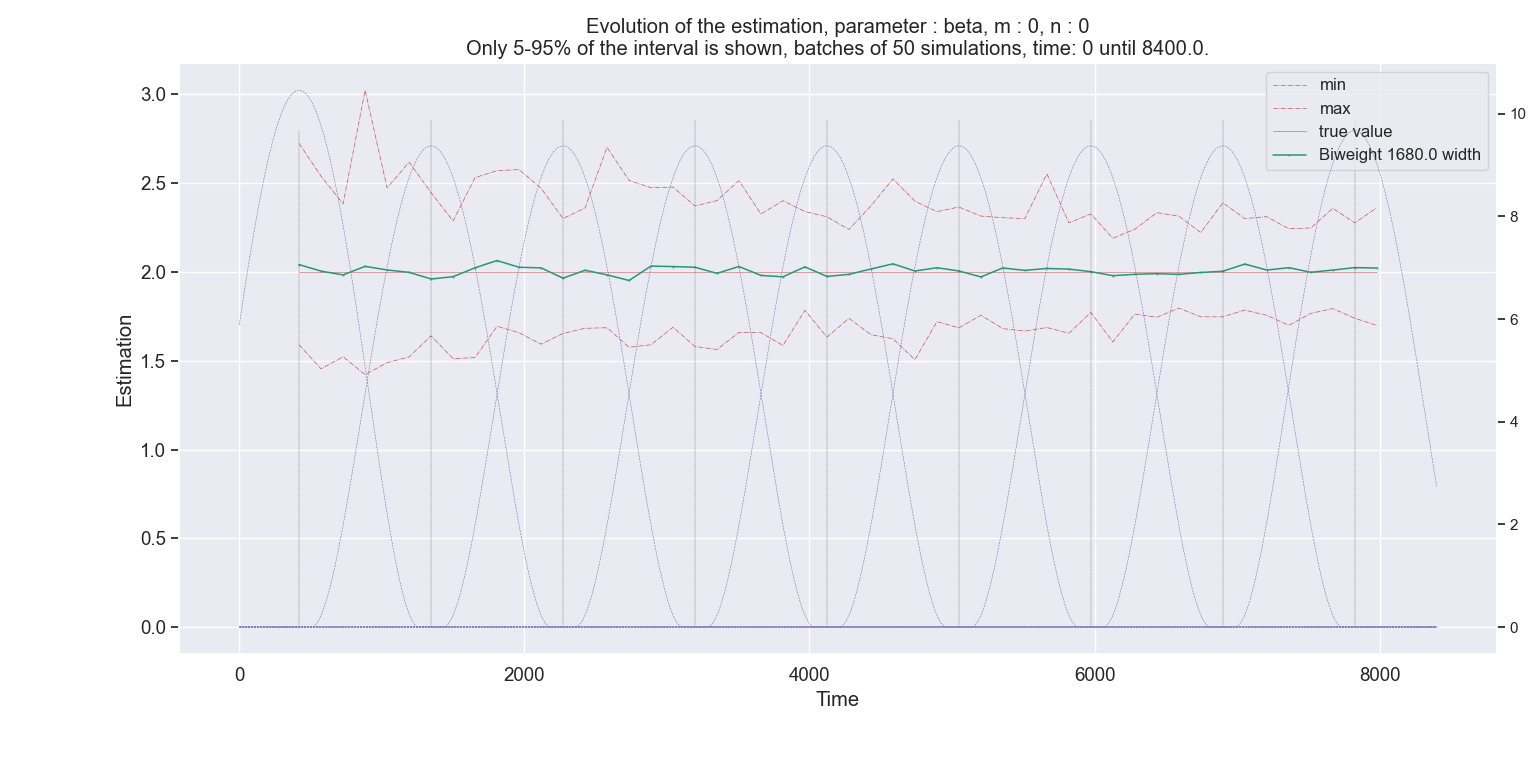 Evolution of the estimation, parameter : beta, m : 0, n : 0
Only 5-95% of the interval is shown, batches of 50 simulations, time: 0 until 8400.0.
min
max
true value
Biweight 1680.0 width
3.0
2.5
2.0
1.5
1.0
0.5
0.0
Estimation
10
8
6
4
2
0
0 2000 4000 6000 8000
Time